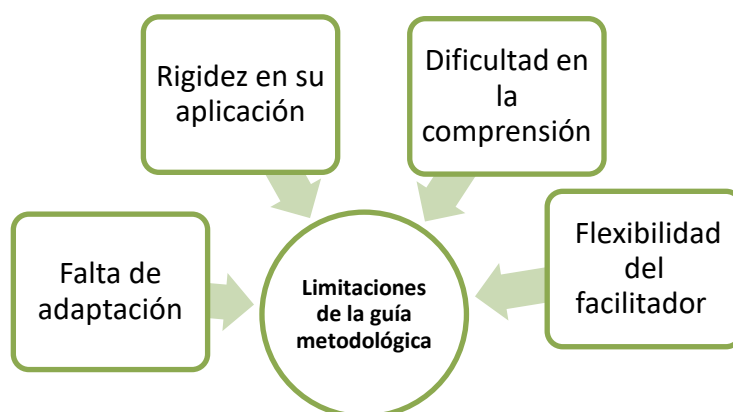 Rigidez en su
aplicación
Dificultad en
la
comprensión
Falta de
adaptación
Limitaciones
de la guía
metodológica
Flexibilidad
del
facilitador